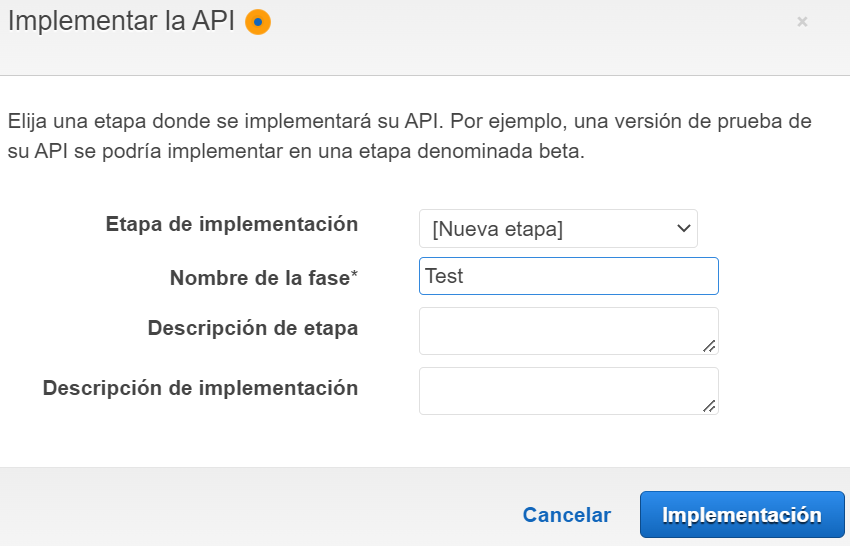 Implementar la API
×
Elija una etapa donde se implementará su API. Por ejemplo, una versión de prueba de
su API se podría implementar en una etapa denominada beta.
Etapa de implementación [Nueva etapa]
Nombre de la fase* Test
Descripción de etapa
Descripción de implementación
Cancelar Implementación